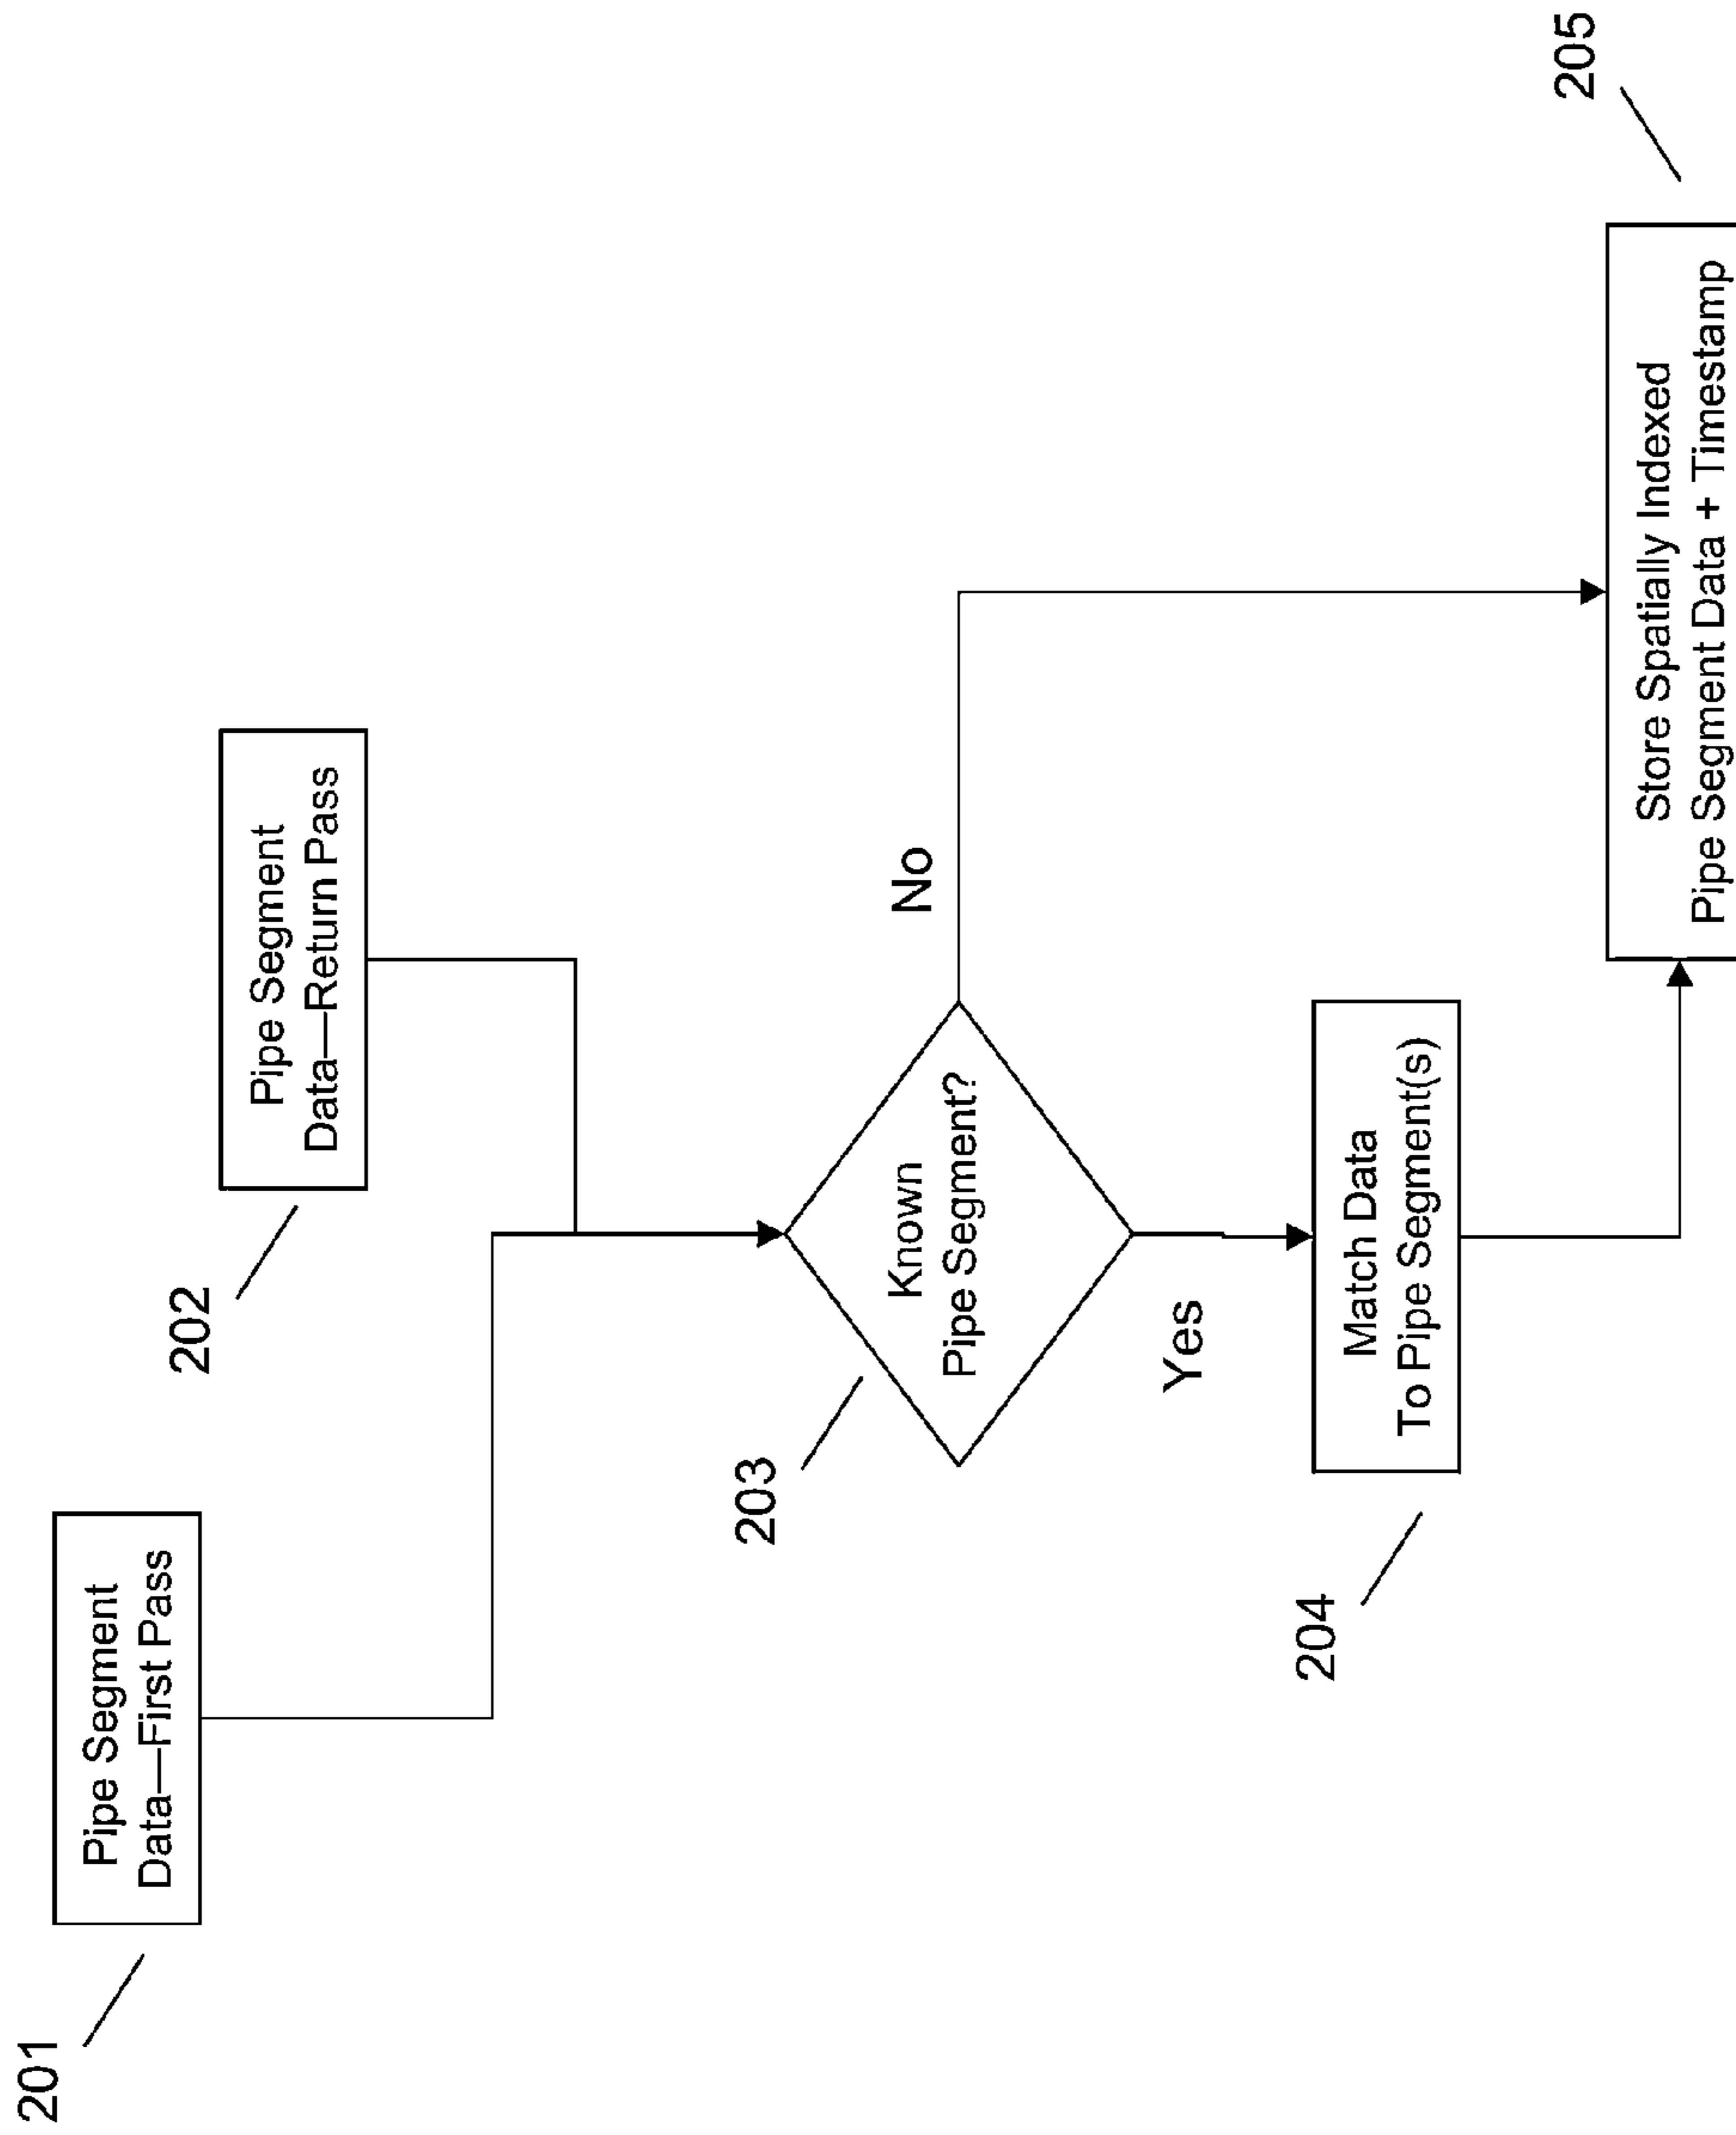 201
Pipe Segment
Data—First Pass
202
Pipe Segment
Data—Return Pass
203
Known
Pipe Segment?
No
Yes
204
Match Data
To Pipe Segment(s)
205
Store Spatially Indexed
Pipe Segment Data + Timestamp